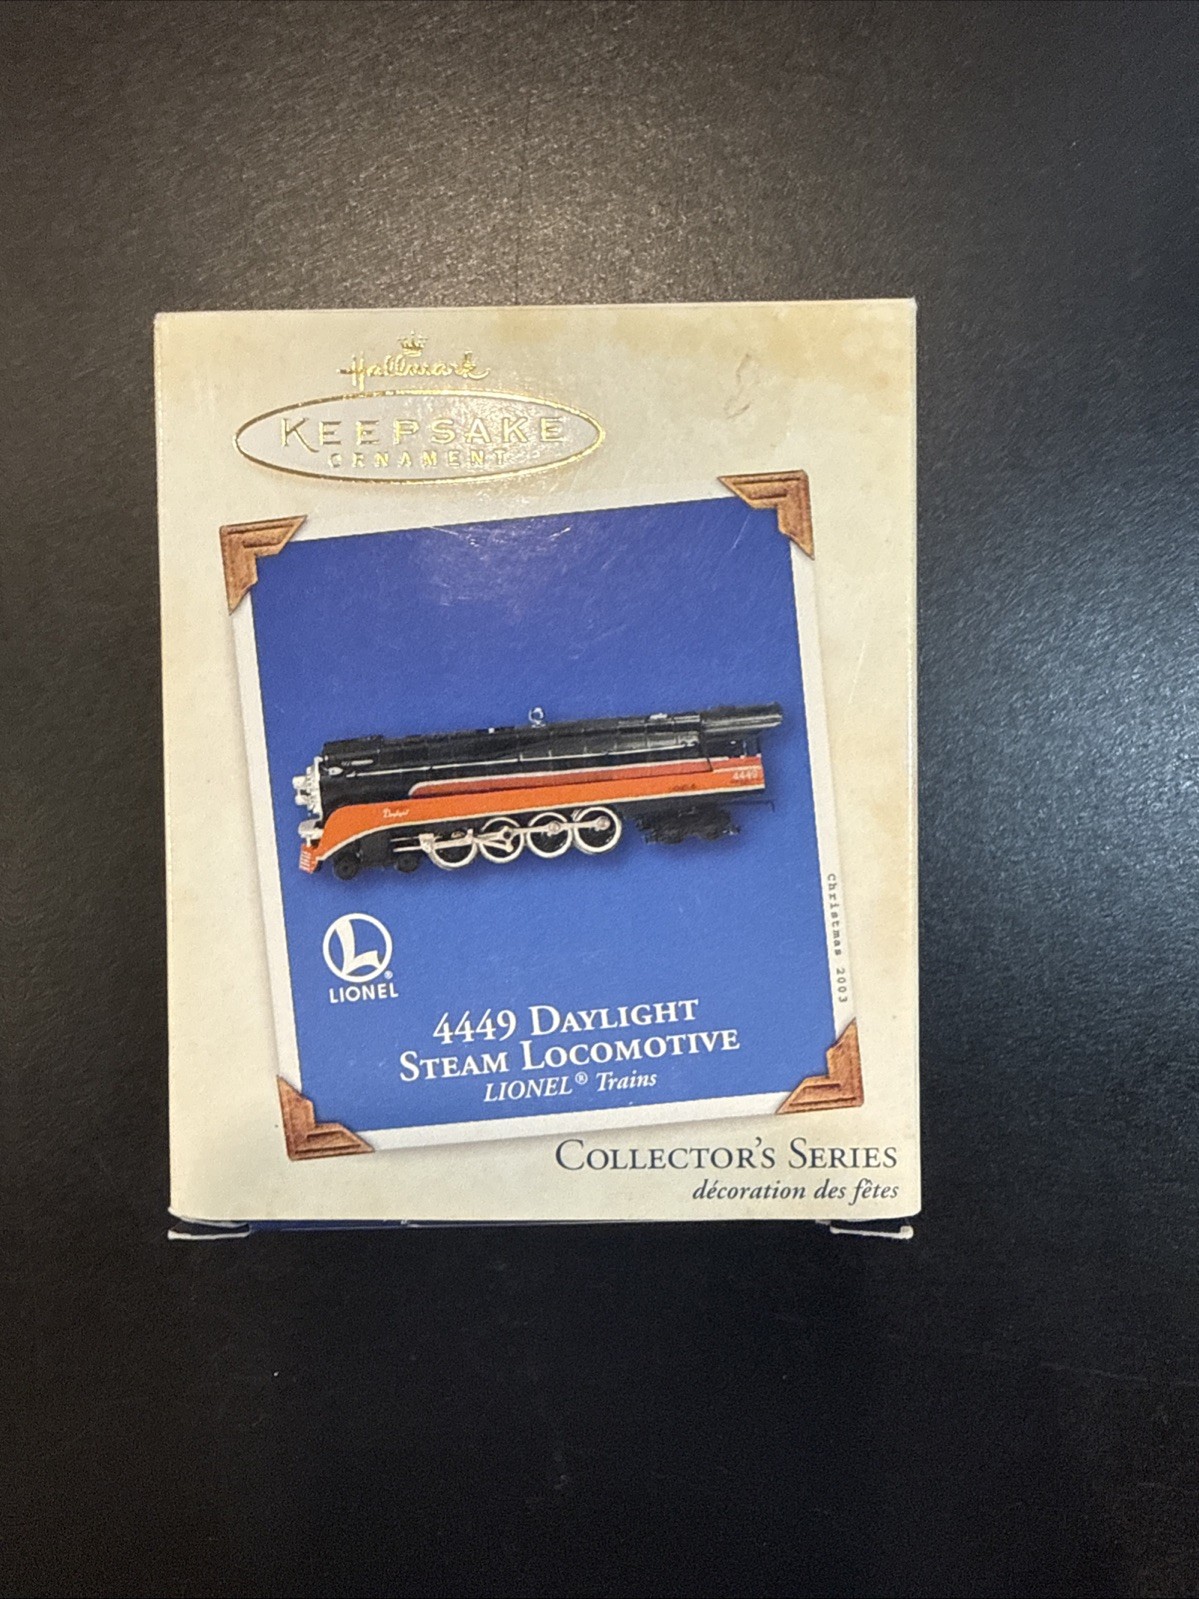 Hallmark
KEEPSAKE
ORNAMENT
4449
Daylight
Christmas 2003
L
LIONEL®
4449 DAYLIGHT
STEAM LOCOMOTIVE
LIONEL® Trains
COLLECTOR'S SERIES
décoration des fêtes